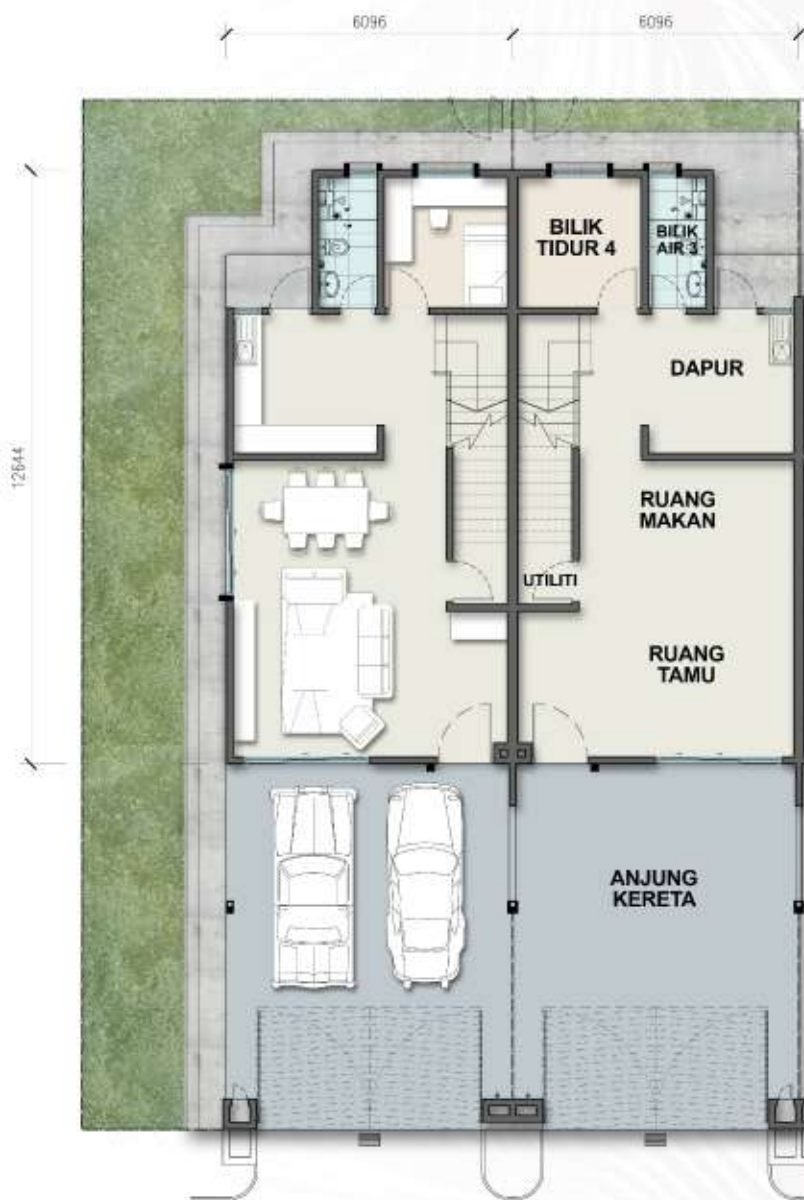 6096
6096
12644
BILIK
TIDUR 4
BILIK
AIR 3
DAPUR
RUANG
MAKAN
UTILITI
RUANG
TAMU
ANJUNG
KERETA